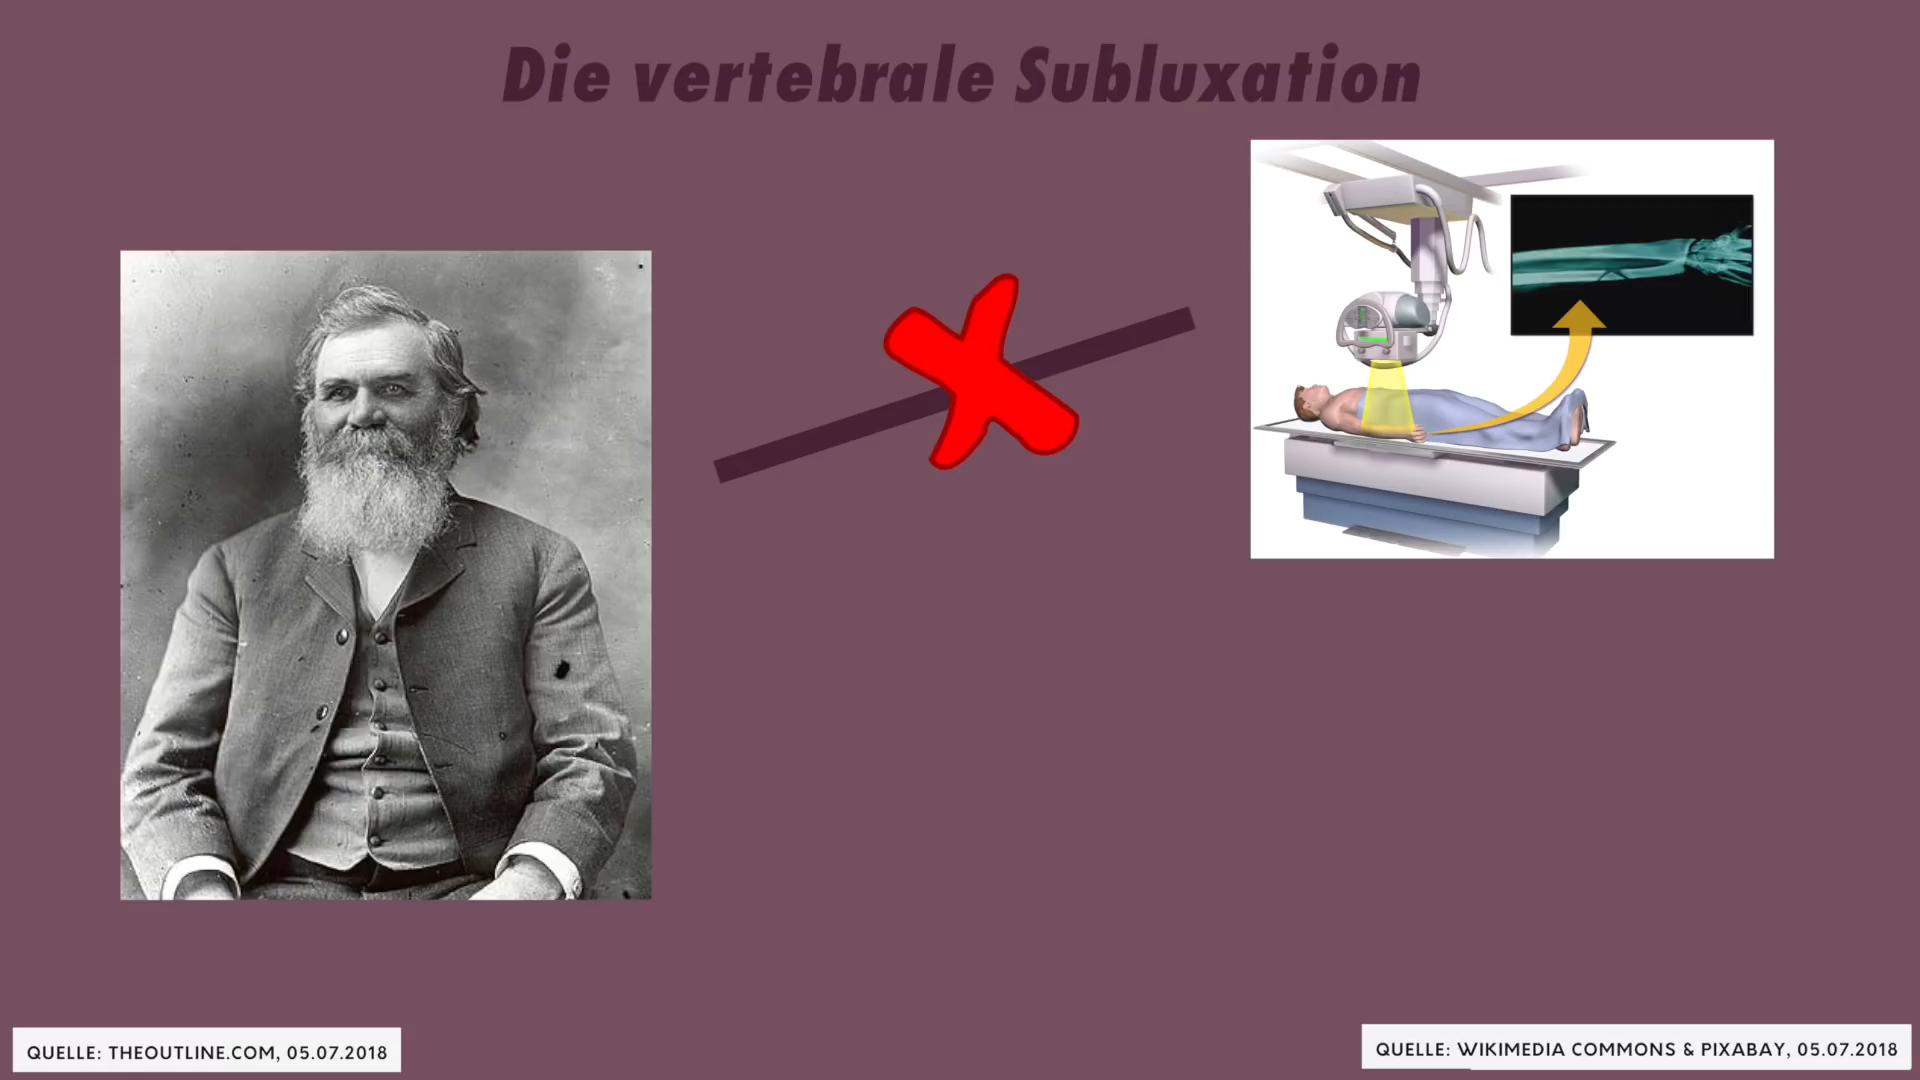 Die vertebrale Subluxation
QUELLE: THEOUTLINE.COM, 05.07.2018
QUELLE: WIKIMEDIA COMMONS & PIXABAY, 05.07.2018